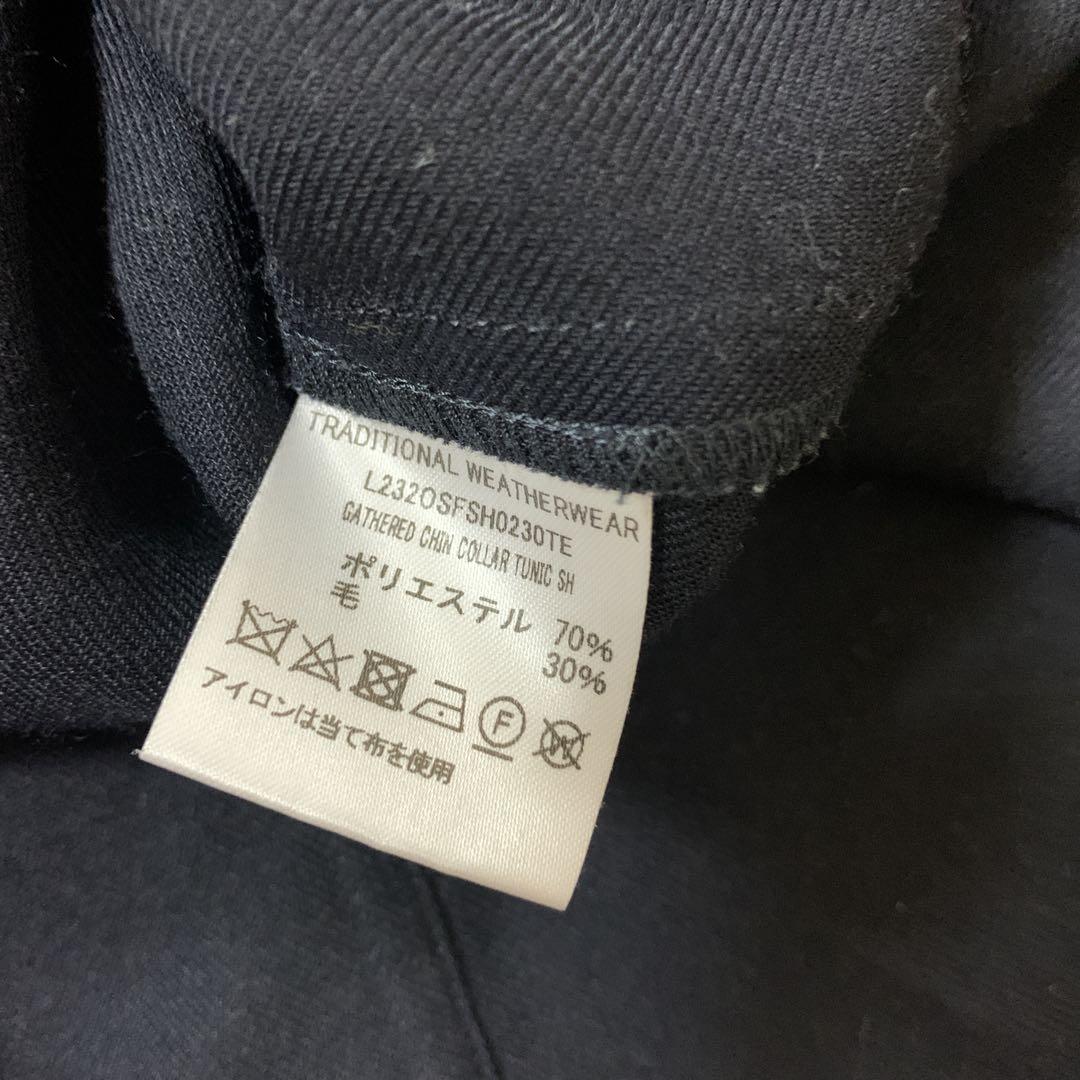 TRADITIONAL WEATHERWEAR
L232OSFSH0230TE
GATHERED CHIN COLLAR TUNIC SH
ポリエステル 70%
毛 30%
F W
アイロンは当て布を使用